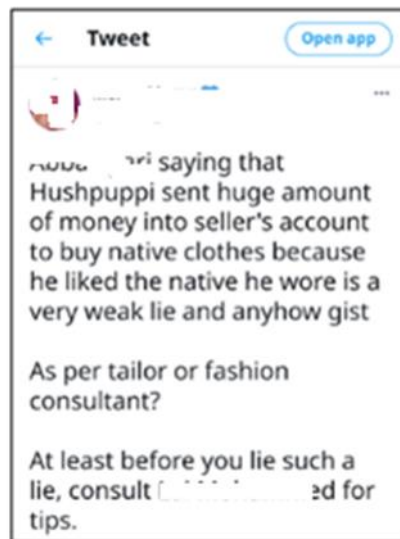 Tweet
Open app
saying that
Hushpuppi sent huge amount
of money into seller's account
to buy native clothes because
he liked the native he wore is a
very weak lie and anyhow gist
As per tailor or fashion
consultant?
At least before you lie such a
lie, consult for
tips.